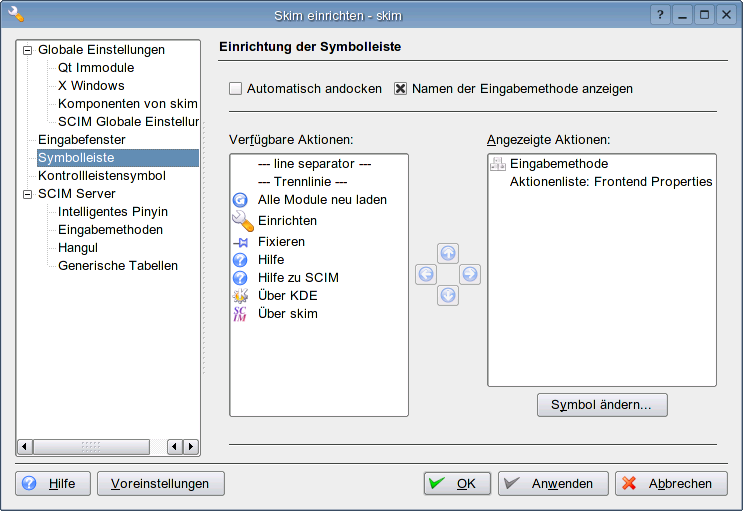 Skim einrichten - skim
Globale Einstellungen
Qt Immodule
X Windows
Komponenten von skim
SCIM Globale Einstellur
Eingabefenster
Symbolleiste
Kontrollleistensymbol
SCIM Server
Intelligentes Pinyin
Eingabemethoden
Hangul
Generische Tabellen
Einrichtung der Symbolleiste
Automatisch andocken
Namen der Eingabemethode anzeigen
Verfügbare Aktionen:
--- line separator ---
--- Trennlinie ---
Alle Module neu laden
Einrichten
Fixieren
Hilfe
Hilfe zu SCIM
Über KDE
SCIM Über skim
Angezeigte Aktionen:
Eingabemethode
Aktionenliste: Frontend Properties
Symbol ändern...
Hilfe
Voreinstellungen
OK
Anwenden
Abbrechen